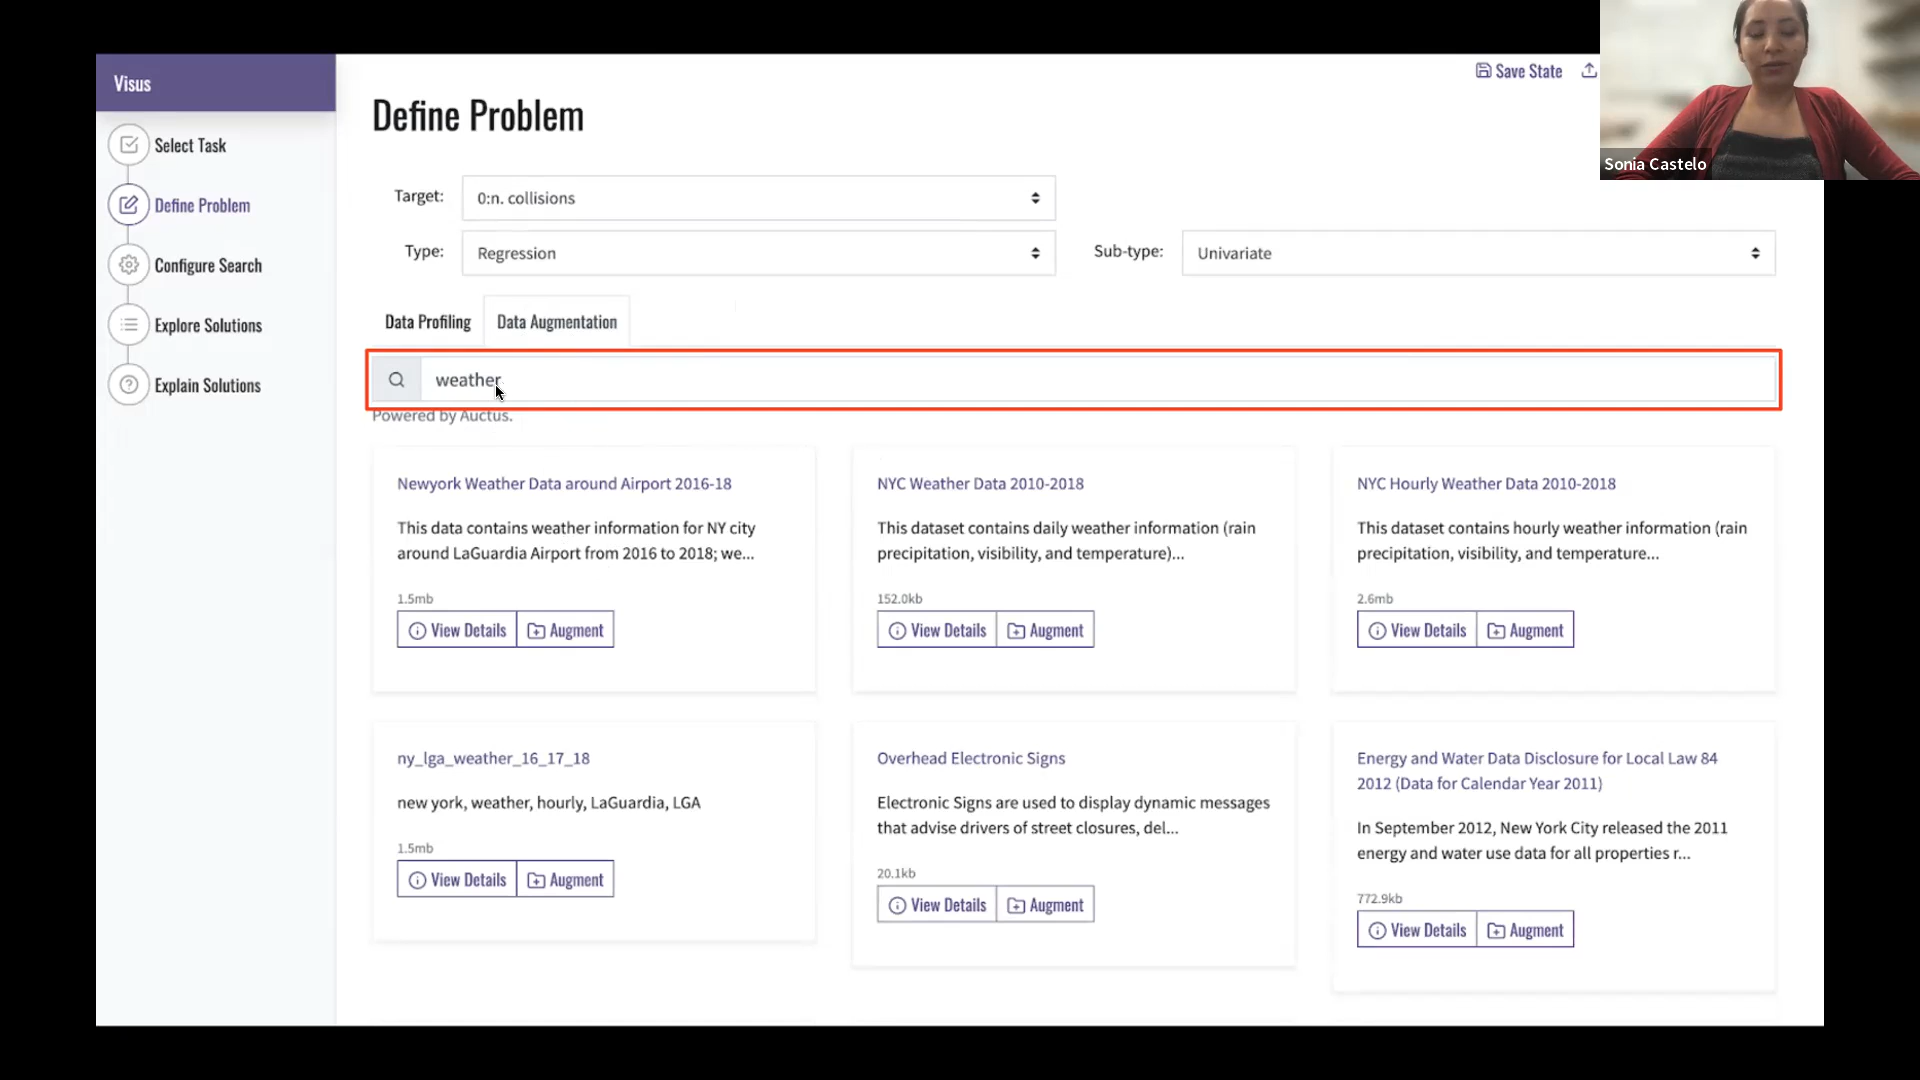 Visus
Save State
Sonia Castelo
Define Problem
Select Task
Define Problem
Configure Search
Explore Solutions
Explain Solutions
Target:
0:n. collisions
Type:
Regression
Sub-type:
Univariate
Data Profiling
Data Augmentation
weather
Powered by Auctus.
Newyork Weather Data around Airport 2016-18
This data contains weather information for NY city
around LaGuardia Airport from 2016 to 2018; we...
1.5mb
View Details
Augment
NYC Weather Data 2010-2018
This dataset contains daily weather information (rain
precipitation, visibility, and temperature)...
152.0kb
View Details
Augment
NYC Hourly Weather Data 2010-2018
This dataset contains hourly weather information (rain
precipitation, visibility, and temperature...
2.6mb
View Details
Augment
ny_lga_weather_16_17_18
new york, weather, hourly, LaGuardia, LGA
1.5mb
View Details
Augment
Overhead Electronic Signs
Electronic Signs are used to display dynamic messages
that advise drivers of street closures, del...
20.1kb
View Details
Augment
Energy and Water Data Disclosure for Local Law 84
2012 (Data for Calendar Year 2011)
In September 2012, New York City released the 2011
energy and water use data for all properties r...
772.9kb
View Details
Augment